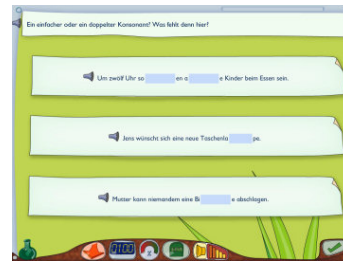 Ein einfacher oder ein doppelter Konsonant? Was fehlt denn hier?
Um zwölf Uhr so en a e Kinder beim Essen sein.
Jens wünscht sich eine neue Taschenla pe.
Mutter kann niemandem eine Bi e abschlagen.